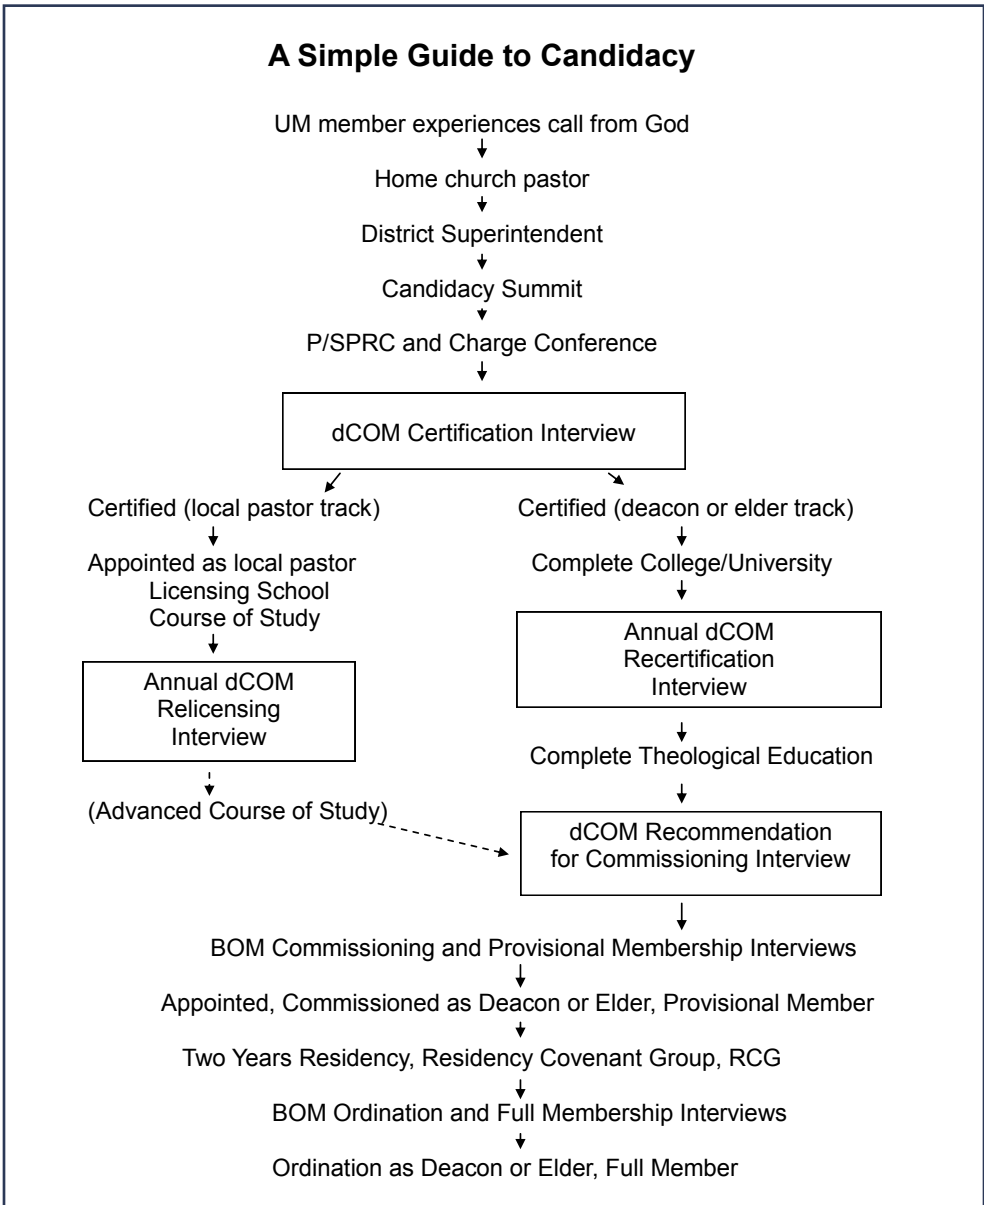 A Simple Guide to Candidacy
UM member experiences call from God
Home church pastor
District Superintendent
Candidacy Summit
P/SPRC and Charge Conference
dCOM Certification Interview
Certified (local pastor track)
Appointed as local pastor
Licensing School
Course of Study
Annual dCOM
Relicensing
Interview
(Advanced Course of Study)
Certified (deacon or elder track)
Complete College/University
Annual dCOM
Recertification
Interview
Complete Theological Education
dCOM Recommendation
for Commissioning Interview
BOM Commissioning and Provisional Membership Interviews
Appointed, Commissioned as Deacon or Elder, Provisional Member
Two Years Residency, Residency Covenant Group, RCG
BOM Ordination and Full Membership Interviews
Ordination as Deacon or Elder, Full Member